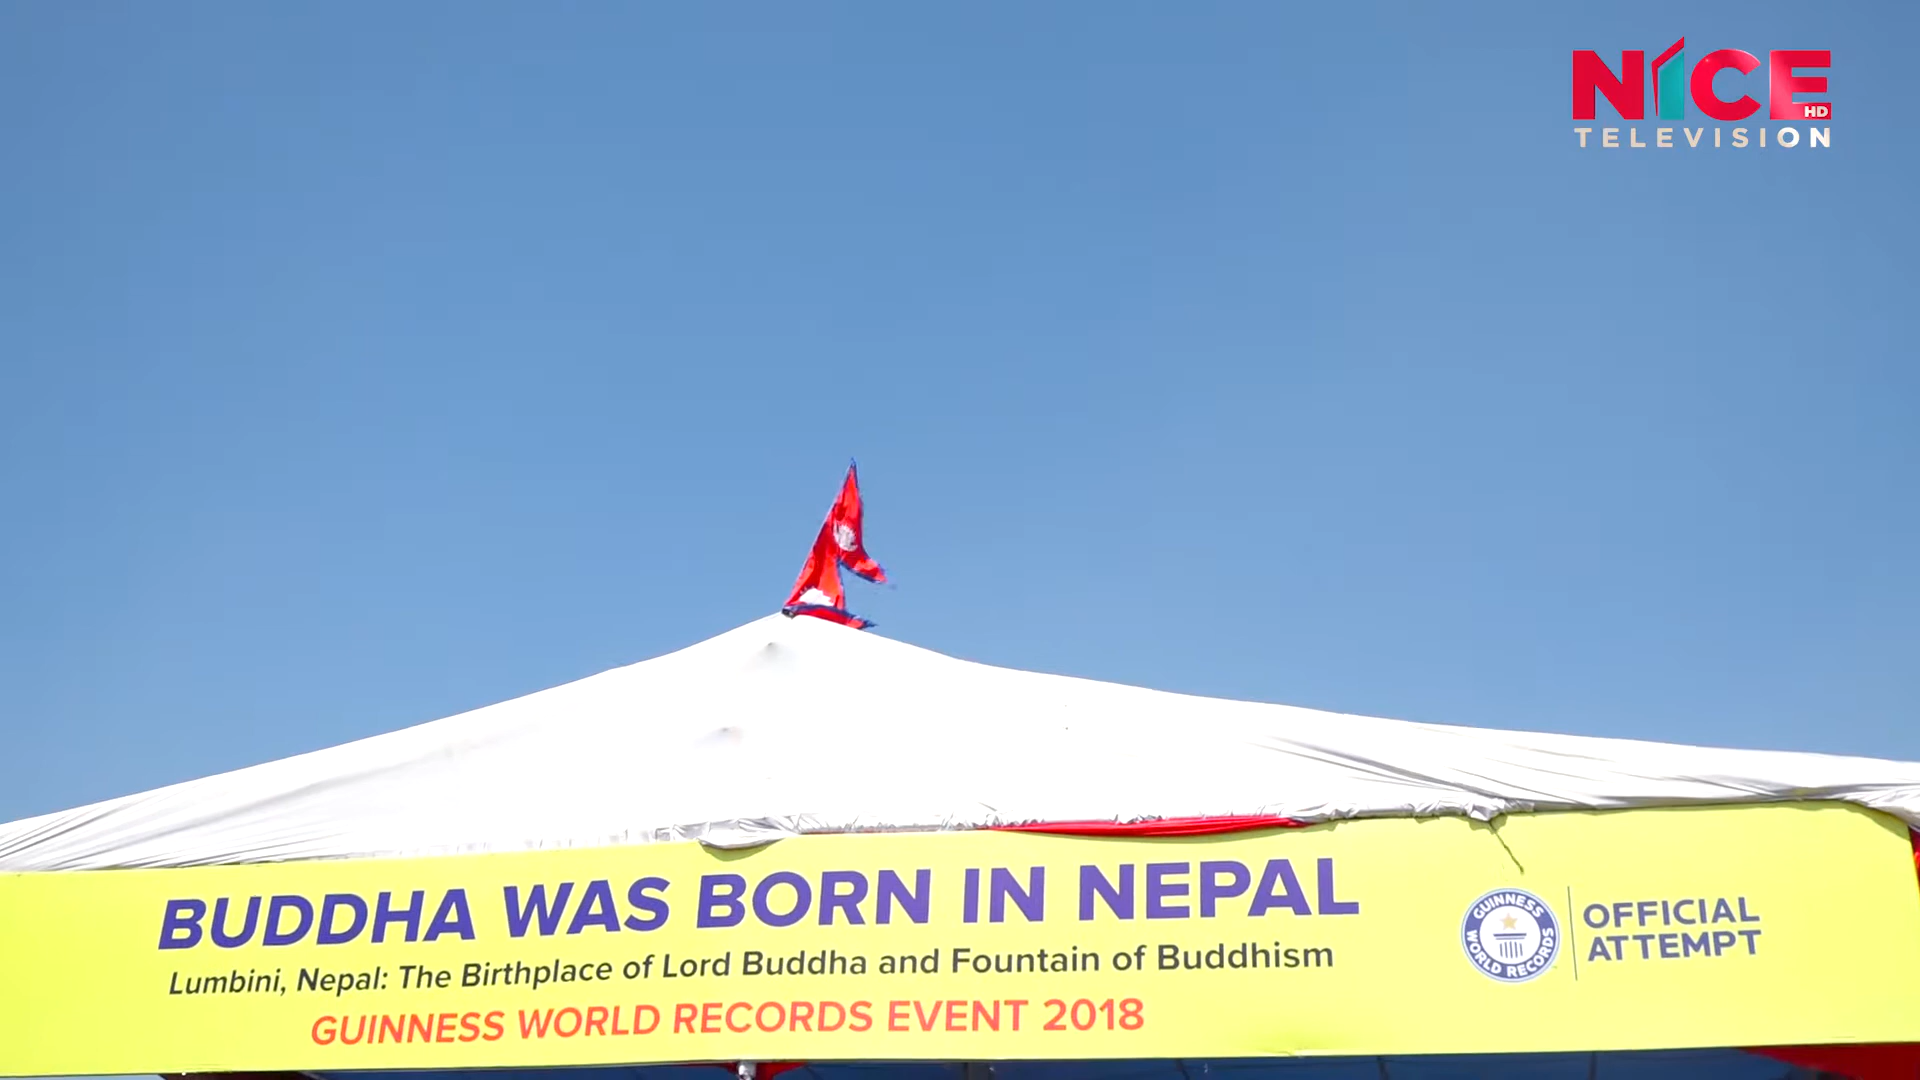 NICE
HD
TELEVISION
BUDDHA WAS BORN IN NEPAL
Lumbini, Nepal: The Birthplace of Lord Buddha and Fountain of Buddhism
GUINNESS WORLD RECORDS EVENT 2018
GUINNESS
WORLD RECORDS
OFFICIAL
ATTEMPT